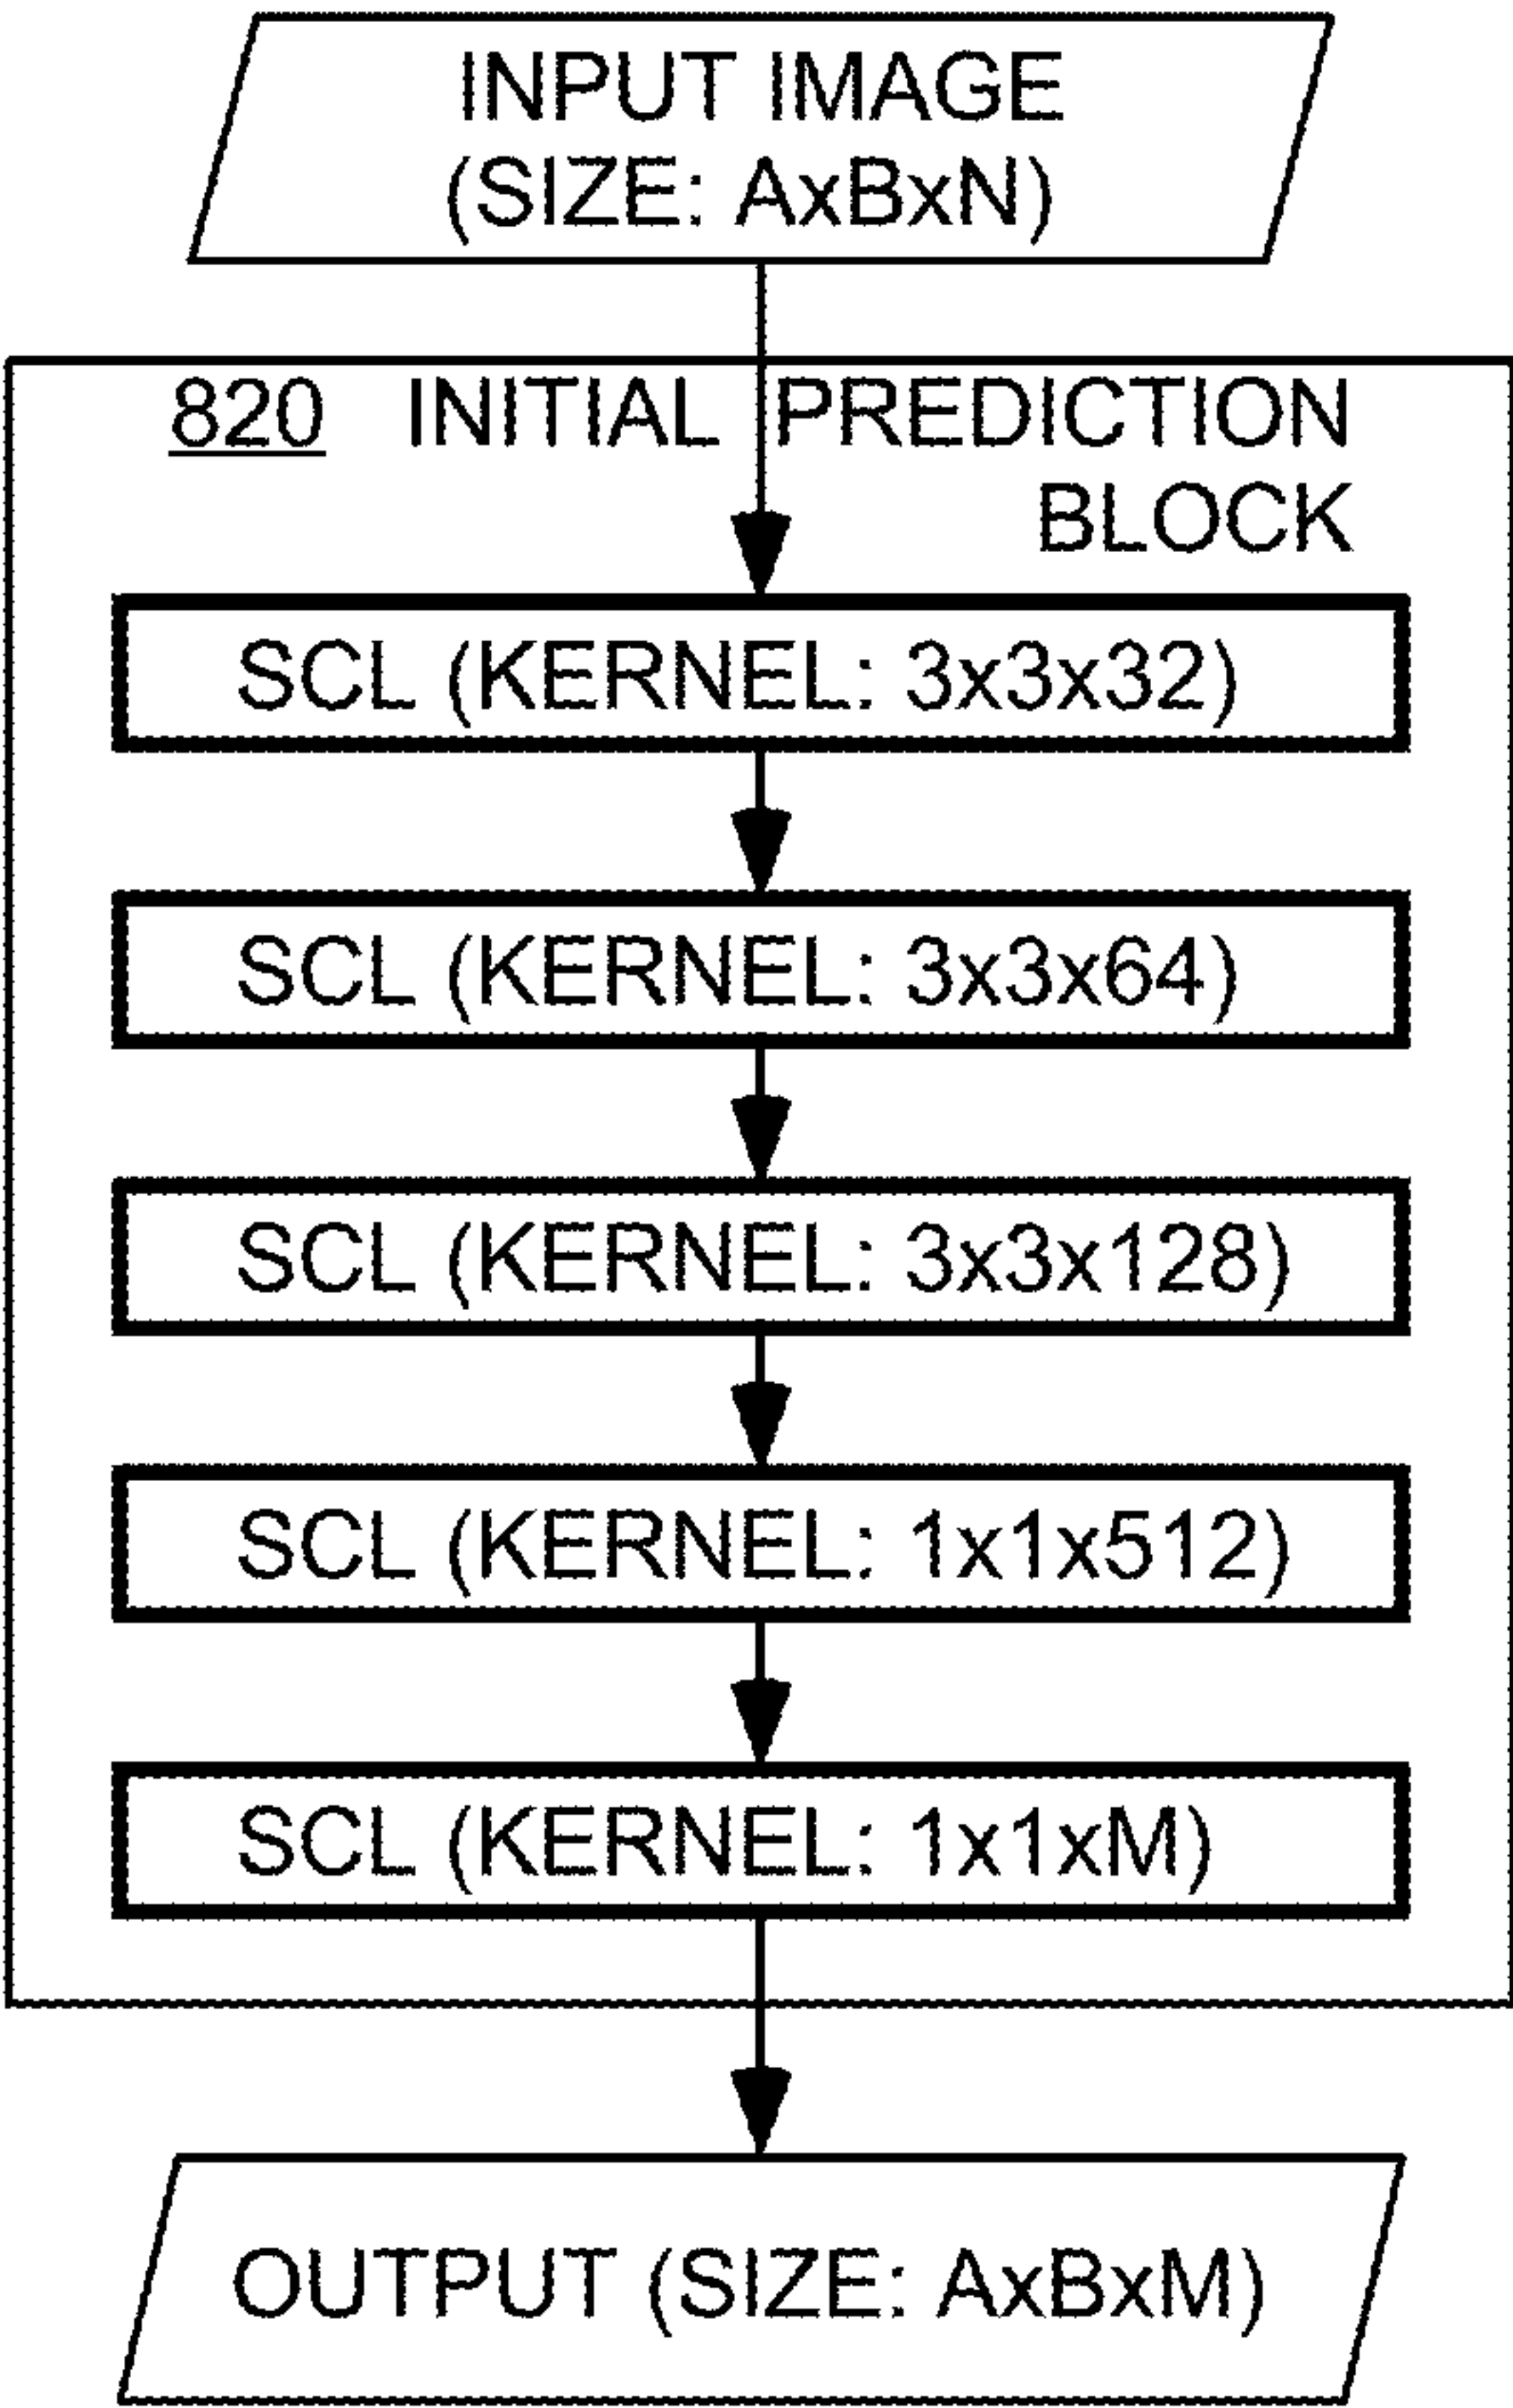 INPUT IMAGE
(SIZE: AxBxN)
820 INITIAL PREDICTION
BLOCK
SCL (KERNEL: 3x3x32)
SCL (KERNEL: 3x3x64)
SCL (KERNEL: 3x3x128)
SCL (KERNEL: 1x1x512)
SCL (KERNEL: 1x1xM)
OUTPUT (SIZE: AxBxM)